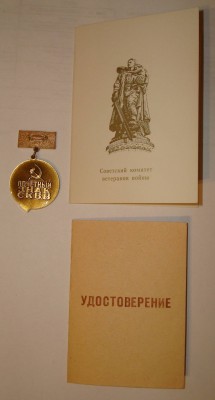 ПОЧЕТНЫЙ
ЗНАК
СКВВ
Советский комитет
ветеранов войны
УДОСТОВЕРЕНИЕ